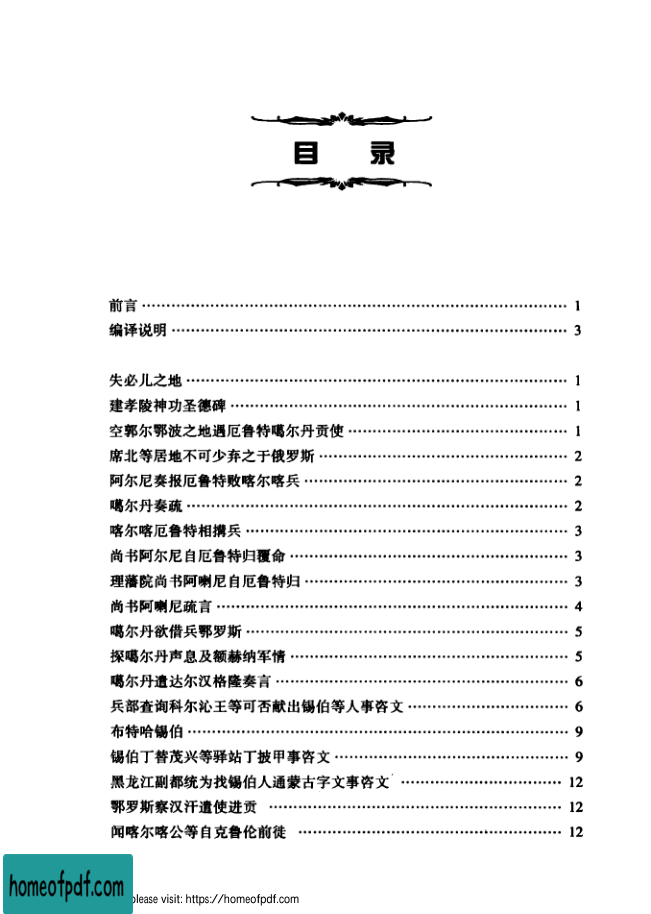 目 录
前言 ································ 1
编译说明 ································ 3
失必儿之地 ································ 1
建孝陵神功圣德碑 ································ 1
空郭尔鄂波之地遇厄鲁特噶尔丹贡使 ································ 1
席北等居地不可少弃之于俄罗斯 ································ 2
阿尔尼奏报厄鲁特败喀尔喀兵 ································ 2
噶尔丹奏疏 ································ 2
喀尔喀厄鲁特相搆兵 ································ 3
尚书阿尔尼自厄鲁特归覆命 ································ 3
理藩院尚书阿喇尼自厄鲁特归 ································ 3
尚书阿喇尼疏言 ································ 4
噶尔丹欲借兵鄂罗斯 ································ 5
探噶尔丹声息及额赫纳军情 ································ 5
噶尔丹遣达尔汉格隆奏言 ································ 6
兵部查询科尔沁王等可否献出锡伯等人事咨文 ································ 6
布特哈锡伯 ································ 9
锡伯丁替茂兴等驿站丁披甲事咨文 ································ 9
黑龙江副都统为找锡伯人通蒙古字文事咨文 ································ 12
鄂罗斯察汉汗遣使进贡 ································ 12
闻喀尔喀公等自克鲁伦前徙 ································ 12
homeofpdf.com
please visit: https://homeofpdf.com